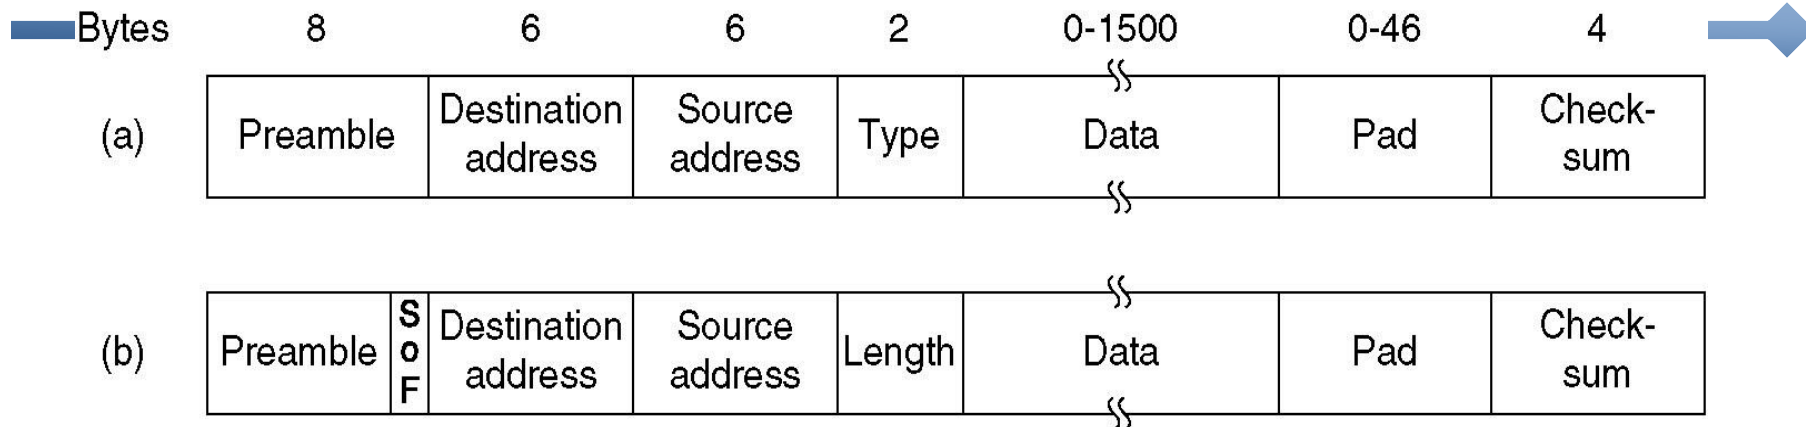 Bytes 8 6 6 2 0-1500 0-46 4
(a) Preamble Destination address Source address Type Data Pad Check-sum
(b) Preamble SoF Destination address Source address Length Data Pad Check-sum